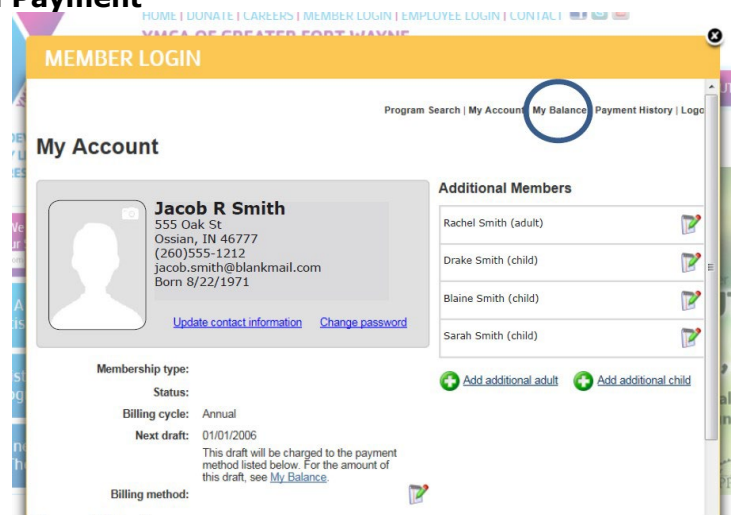 Payment
HOME | DONATE | CAREERS | MEMBER LOGIN | EMPLOYEE LOGIN | CONTACT
YMCA OF GREATER FORT WAYNE
MEMBER LOGIN
Program Search | My Account My Balance Payment History | Logo
My Account
Jacob R Smith
555 Oak St
Ossian, IN 46777
(260)555-1212
jacob.smith@blankmail.com
Born 8/22/1971
Update contact information Change password
Additional Members
Rachel Smith (adult)
Drake Smith (child)
Blaine Smith (child)
Sarah Smith (child)
Add additional adult Add additional child
Membership type:
Status:
Billing cycle: Annual
Next draft: 01/01/2006
This draft will be charged to the payment
method listed below. For the amount of
this draft, see My Balance.
Billing method: